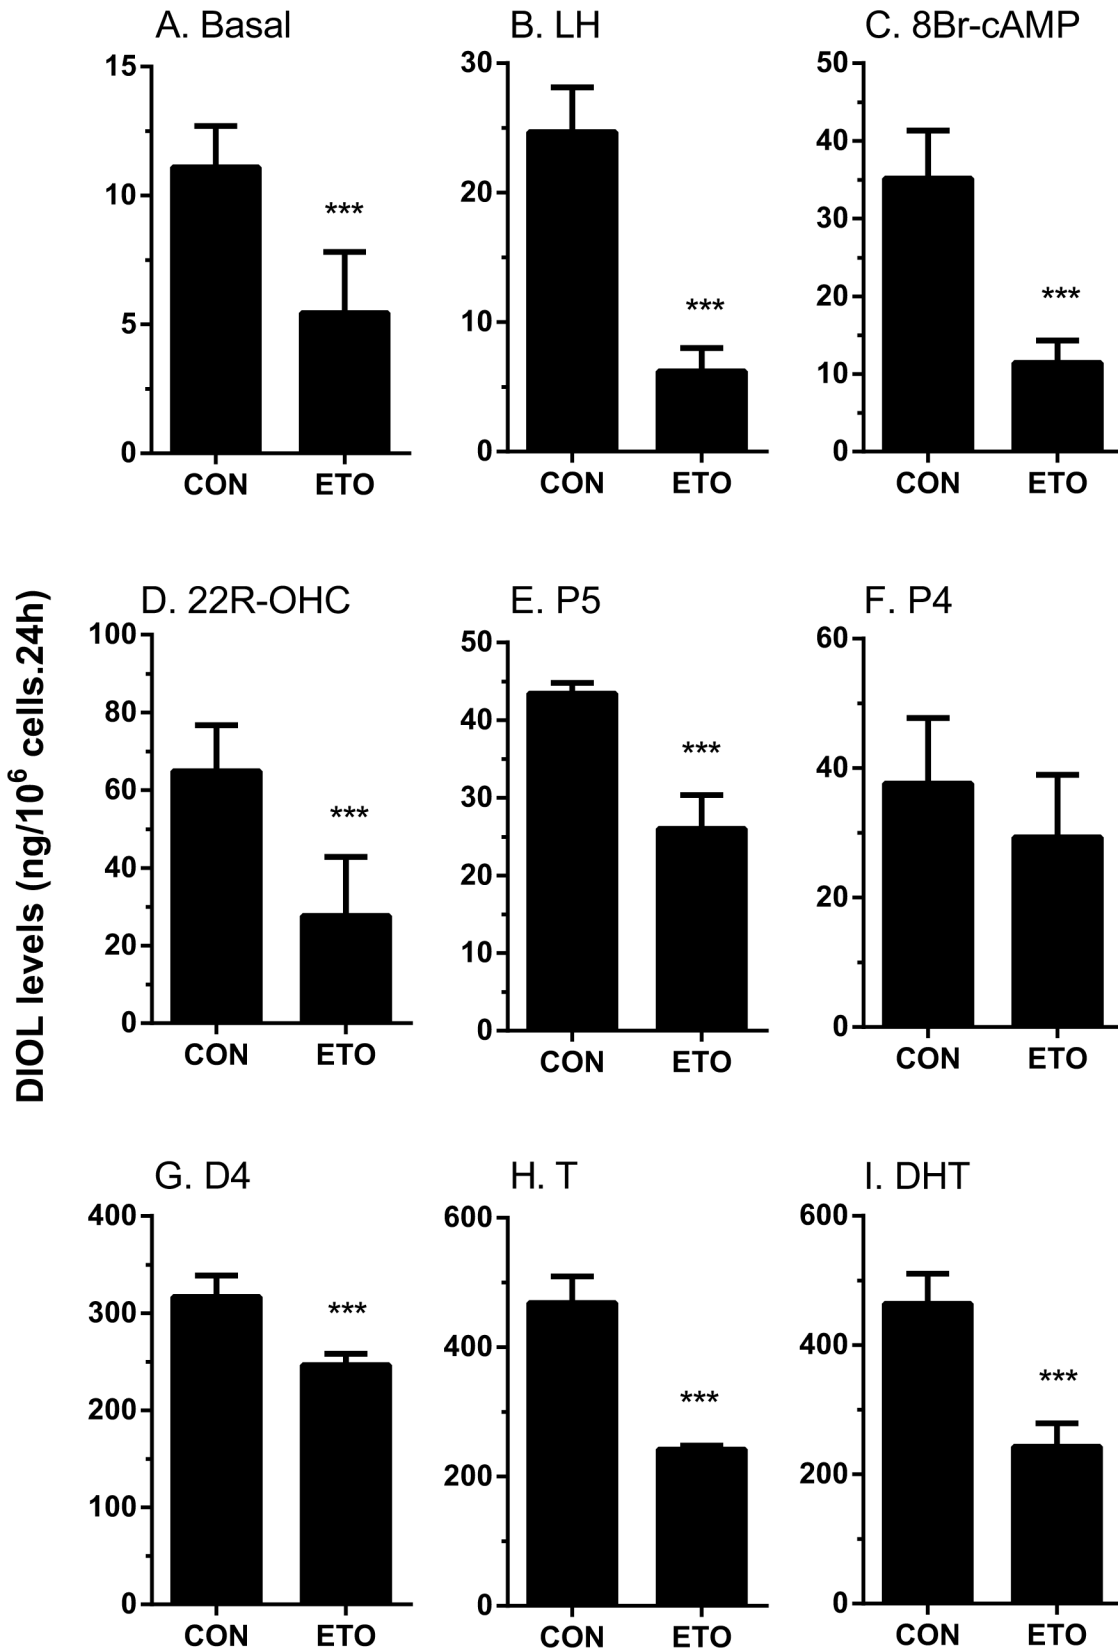 A. Basal
15
10
5
0
***
CON ETO
B. LH
30
20
10
0
***
CON ETO
C. 8Br-cAMP
50
40
30
20
10
0
***
CON ETO
DIOL levels (ng/10⁶ cells.24h)
D. 22R-OHC
100
80
60
40
20
0
***
CON ETO
E. P5
50
40
30
20
10
0
***
CON ETO
F. P4
60
40
20
0
CON ETO
G. D4
400
300
200
100
0
***
CON ETO
H. T
600
400
200
0
***
CON ETO
I. DHT
600
400
200
0
***
CON ETO